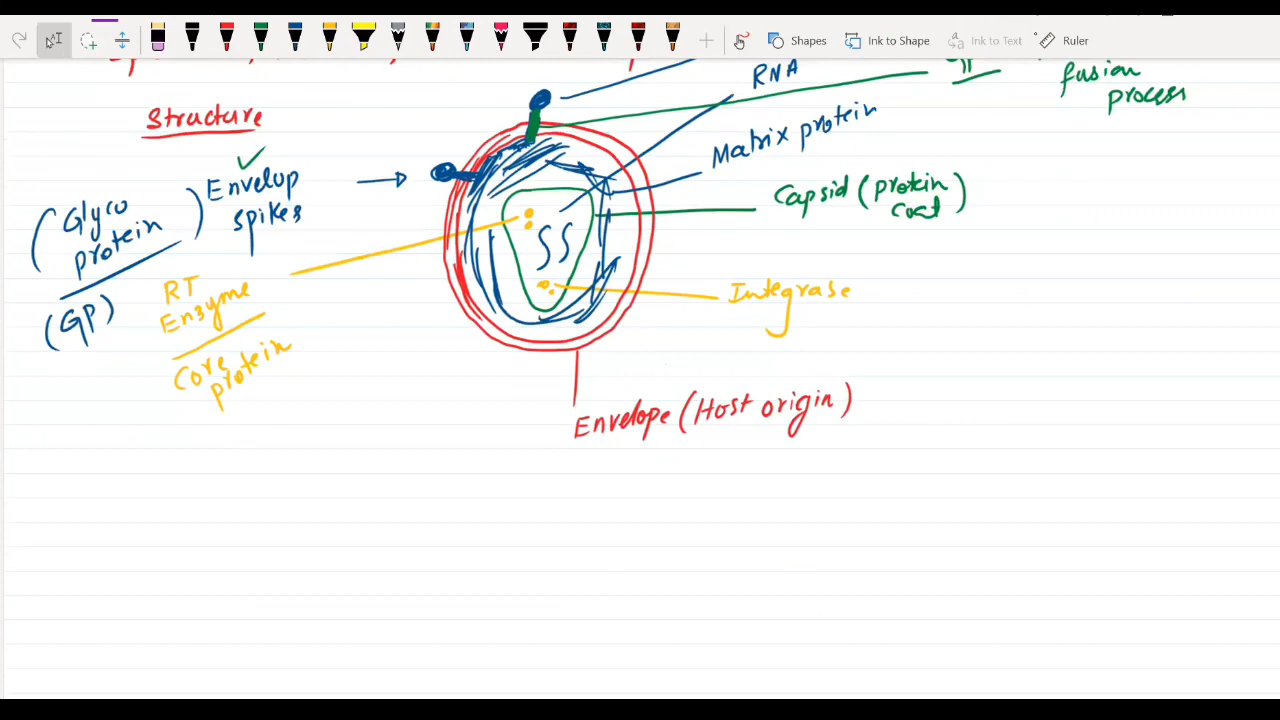 Shapes
Ink to Shape
Ink to Text
Ruler
RNA
fusion
process
Structure
Matrix protein
Envelop
spikes
(Glyco
protein)
(GP)
Capsid (protein
coat)
RT
Enzyme
Core
protein
Integrase
Envelope (Host origin)